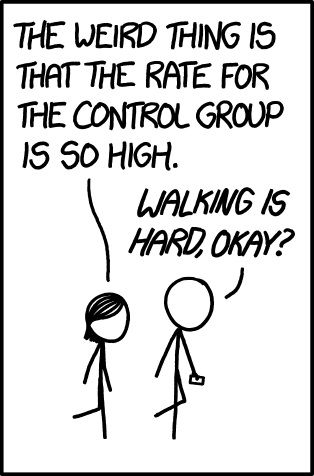 THE WEIRD THING IS
THAT THE RATE FOR
THE CONTROL GROUP
IS SO HIGH.
WALKING IS
HARD, OKAY?